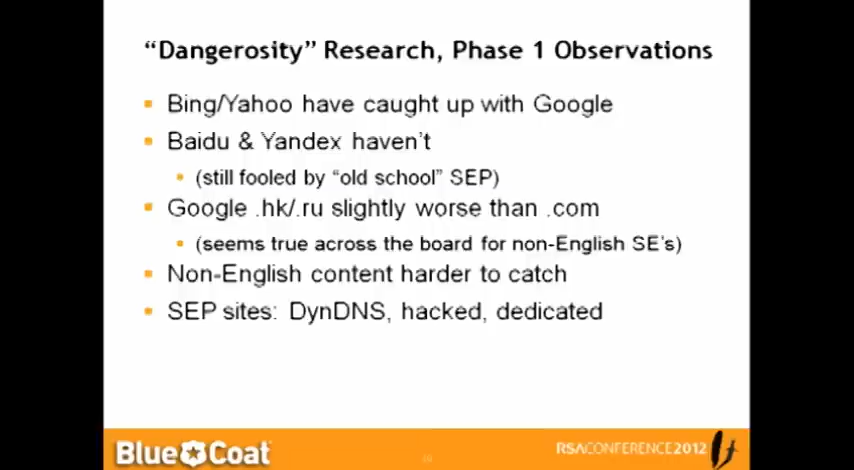 “Dangerosity” Research, Phase 1 Observations
Bing/Yahoo have caught up with Google
Baidu & Yandex haven’t
(still fooled by “old school” SEP)
Google .hk/.ru slightly worse than .com
(seems true across the board for non-English SE’s)
Non-English content harder to catch
SEP sites: DynDNS, hacked, dedicated
Blue Coat
RSACONFERENCE2012